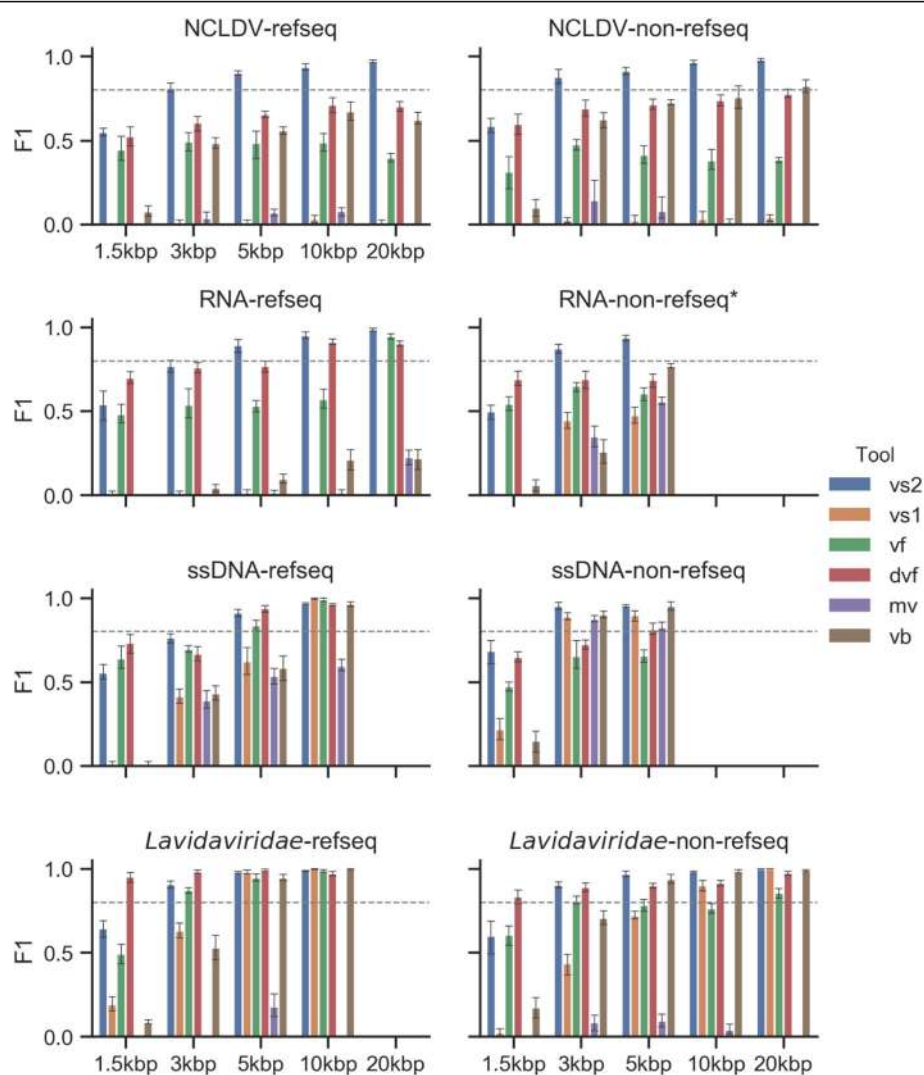 NCLDV-refseq
NCLDV-non-refseq
1.0
0.5
0.0
F1
1.5kbp 3kbp 5kbp 10kbp 20kbp
RNA-refseq
RNA-non-refseq*
1.0
0.5
0.0
F1
Tool
vs2
vs1
vf
dvf
mv
vb
ssDNA-refseq
ssDNA-non-refseq
1.0
0.5
0.0
F1
Lavidaviridae-refseq
Lavidaviridae-non-refseq
1.0
0.5
0.0
F1
1.5kbp 3kbp 5kbp 10kbp 20kbp
1.5kbp 3kbp 5kbp 10kbp 20kbp